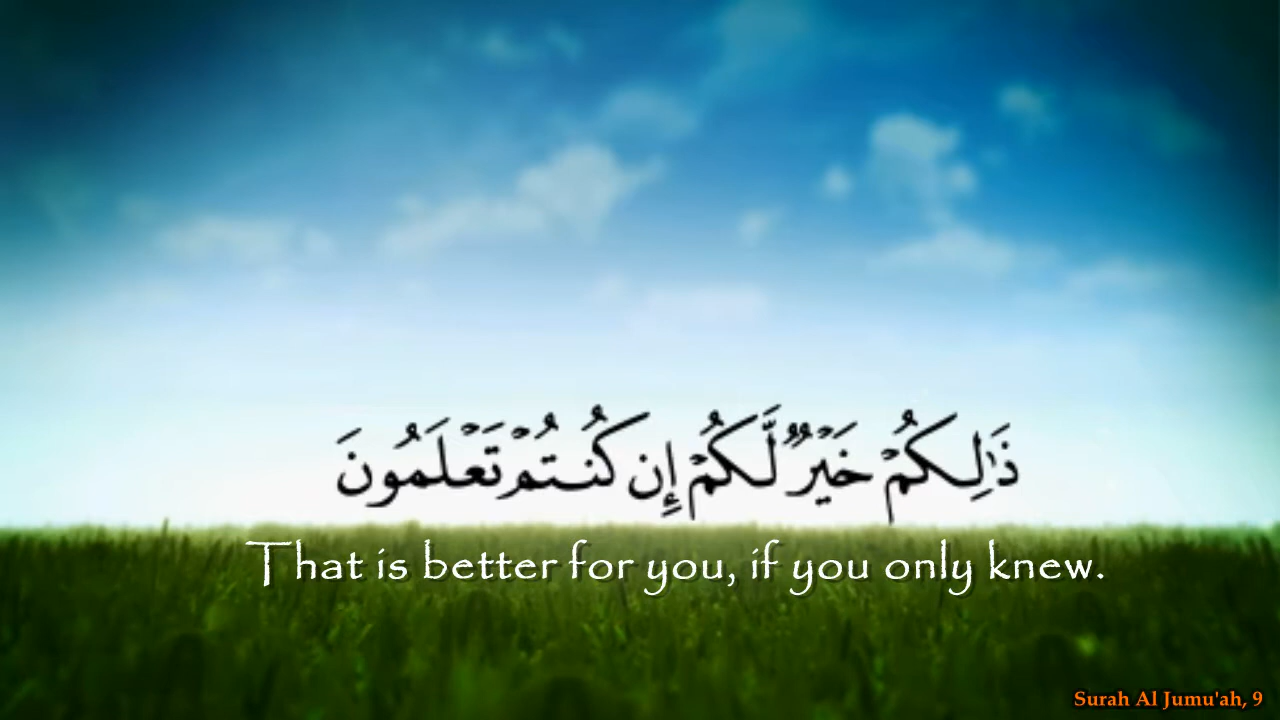 ذَٰلِكُمْ خَيْرٌ لَّكُمْ إِن كُنتُمْ تَعْلَمُونَ
That is better for you, if you only knew.
Surah Al Jumu'ah, 9